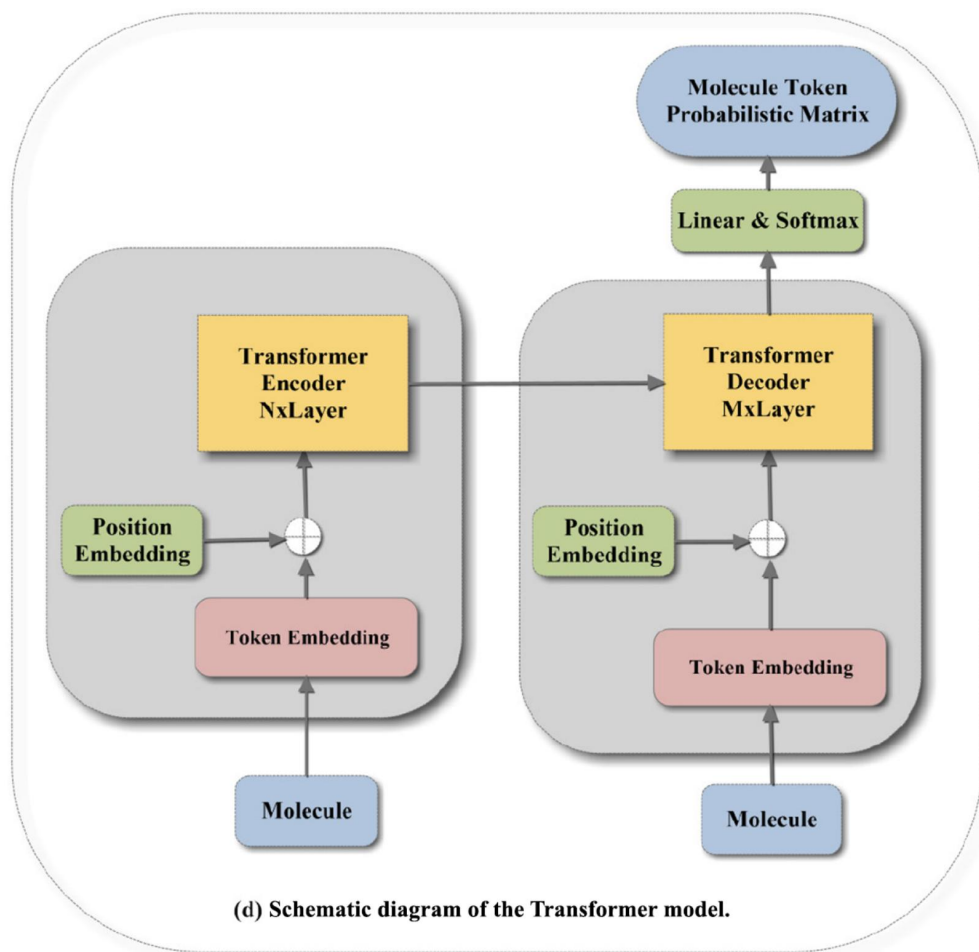 Molecule Token
Probabilistic Matrix
Linear & Softmax
Transformer
Encoder
NxLayer
Transformer
Decoder
MxLayer
Position
Embedding
Position
Embedding
Token Embedding
Token Embedding
Molecule
Molecule
(d) Schematic diagram of the Transformer model.